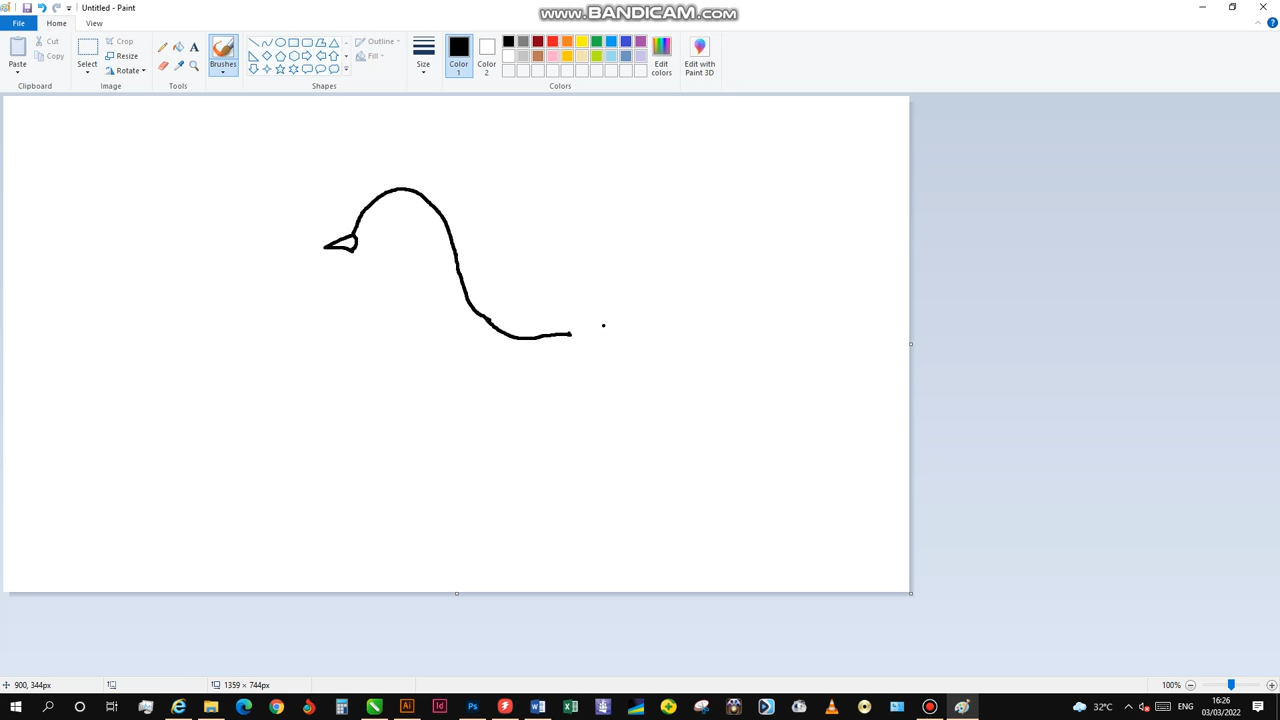 www.BANDICAM.com
Untitled - Paint
File
Home
View
Paste
Cut
Copy
Clipboard
Select
Crop
Resize
Rotate
Image
Tools
Brushes
Outline
Fill
Shapes
Size
Color 1
Color 2
Edit colors
Edit with Paint 3D
Colors
900, 344px
1359 × 744px
100%
32°C
ENG
16:26
03/03/2022